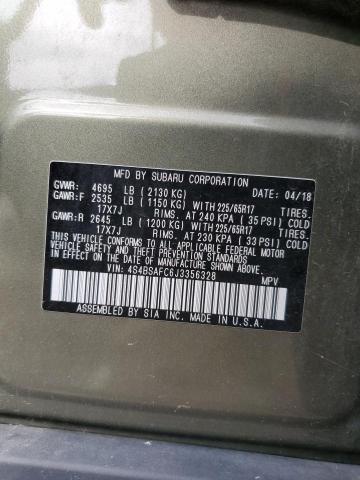 MFD BY SUBARU CORPORATION
GVWR: 4695 LB (2130 KG) DATE: 04/18
GAWR:F 2535 LB (1150 KG) WITH 225/65R17 TIRES.
17X7J RIMS. AT 240 KPA (35 PSI) COLD
GAWR:R 2645 LB (1200 KG) WITH 225/65R17 TIRES.
17X7J RIMS. AT 230 KPA (33 PSI) COLD
THIS VEHICLE CONFORMS TO ALL APPLICABLE FEDERAL MOTOR VEHICLE
SAFETY AND THEFT PREVENTION STANDARDS IN EFFECT ON THE DATE
OF MANUFACTURE SHOWN ABOVE.
VIN: 4S4BSAFC6J3356328 MPV
ASSEMBLED BY SIA INC. MADE IN U.S.A.